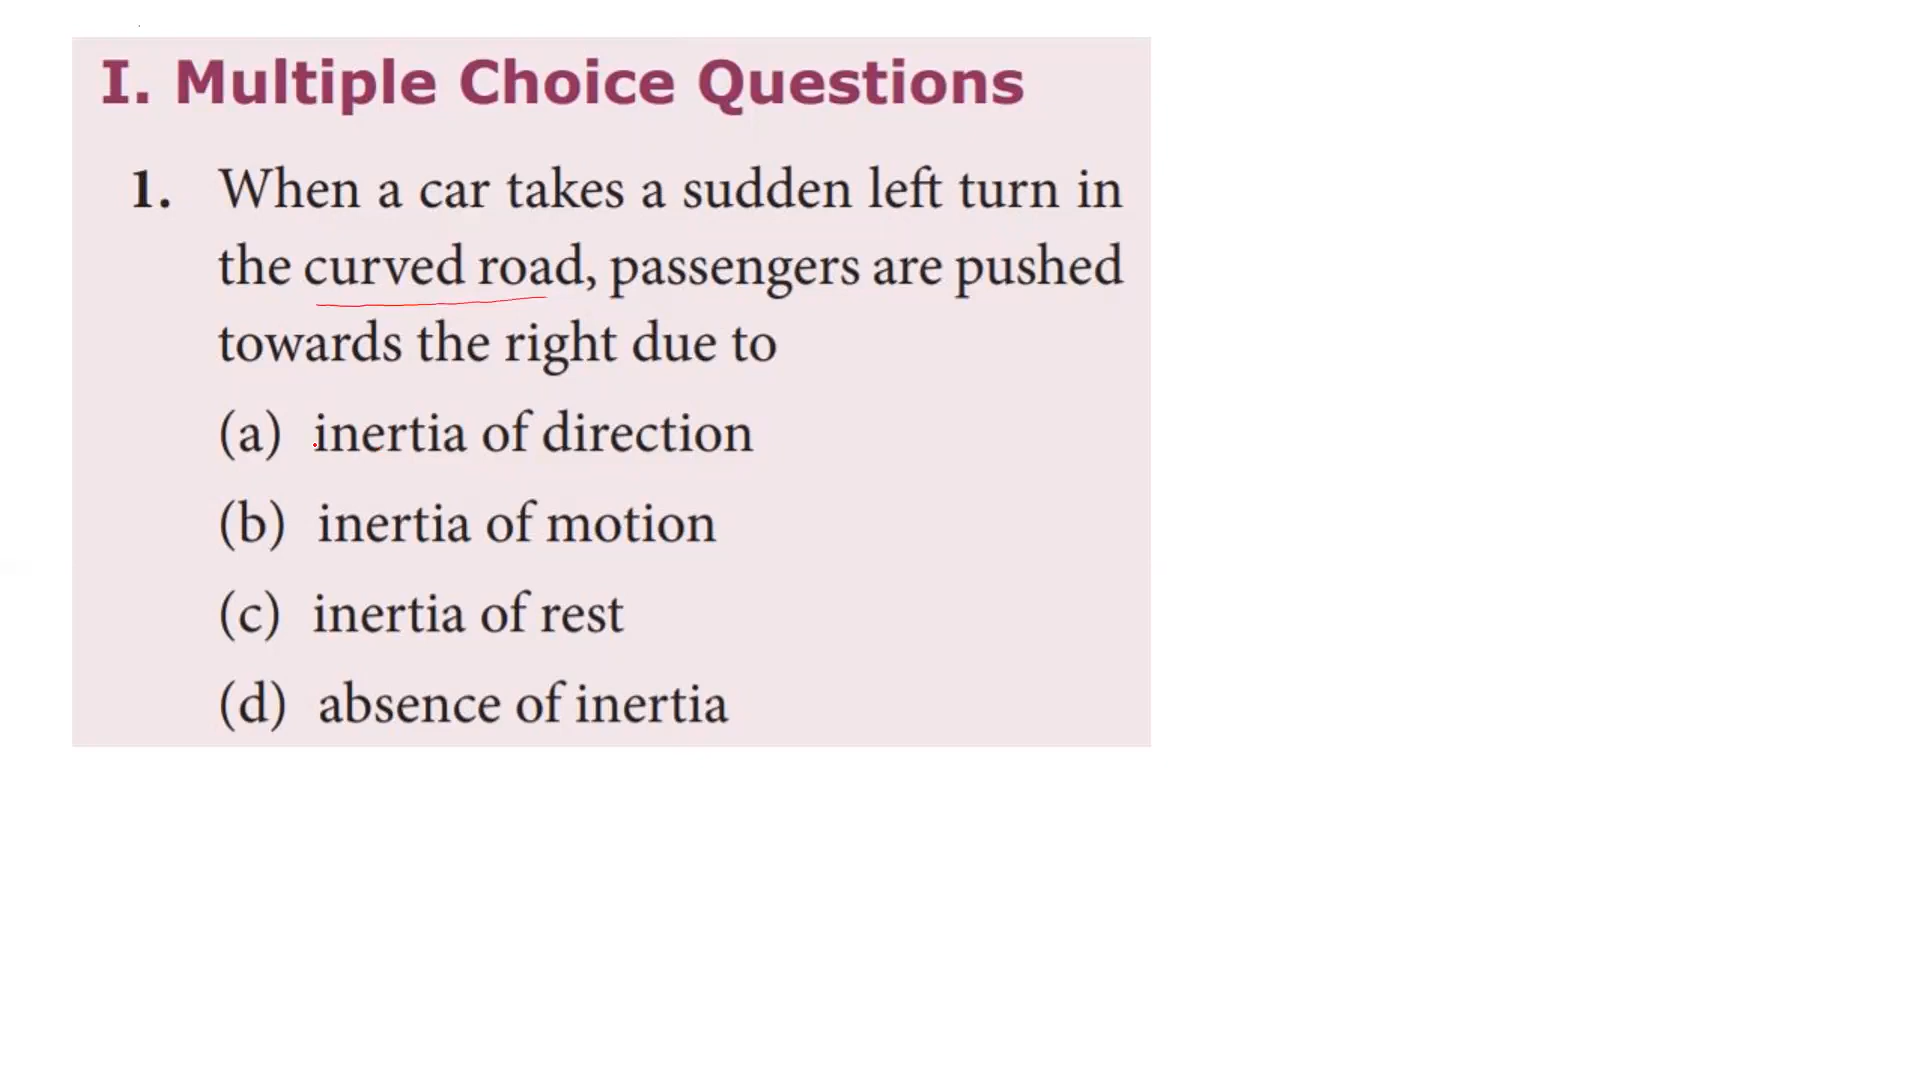 I. Multiple Choice Questions
1. When a car takes a sudden left turn in
the curved road, passengers are pushed
towards the right due to
(a) inertia of direction
(b) inertia of motion
(c) inertia of rest
(d) absence of inertia